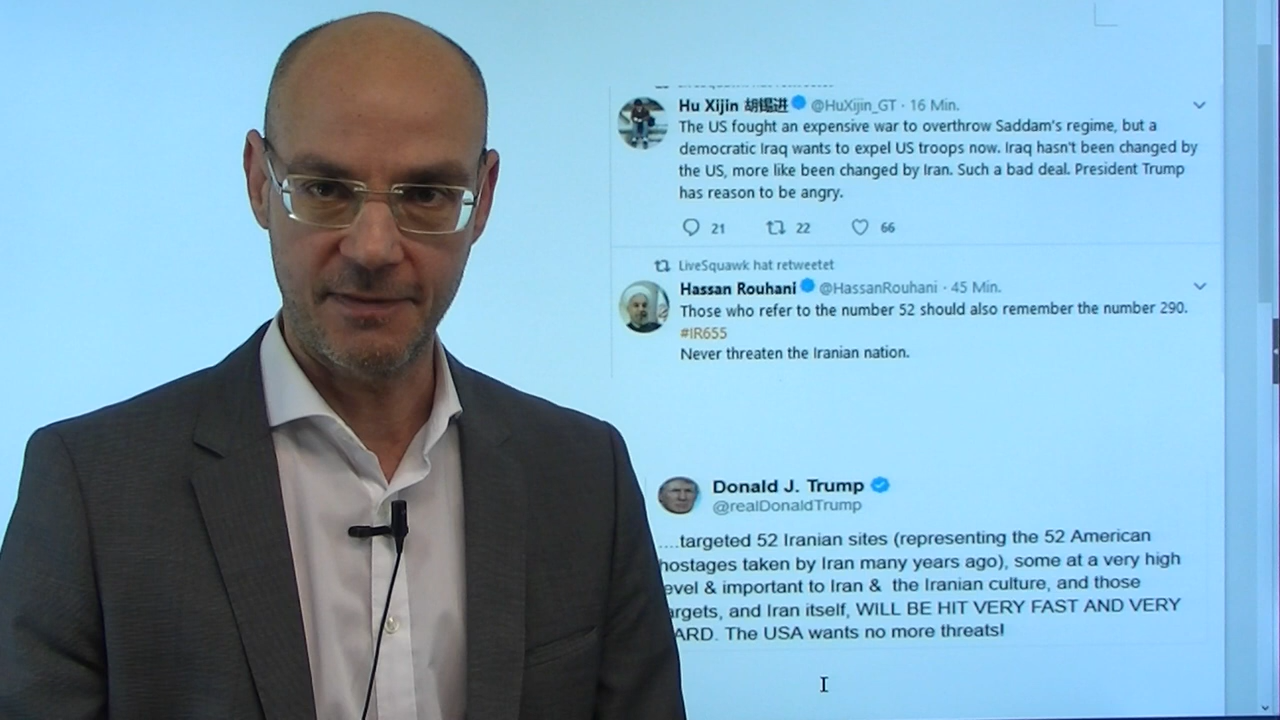 Hu Xijin 胡锡进 @HuXijin_GT · 16 Min.
The US fought an expensive war to overthrow Saddam's regime, but a
democratic Iraq wants to expel US troops now. Iraq hasn't been changed by
the US, more like been changed by Iran. Such a bad deal. President Trump
has reason to be angry.
21 22 66
LiveSquawk hat retweetet
Hassan Rouhani @HassanRouhani · 45 Min.
Those who refer to the number 52 should also remember the number 290.
#IR655
Never threaten the Iranian nation.
Donald J. Trump
@realDonaldTrump
....targeted 52 Iranian sites (representing the 52 American
hostages taken by Iran many years ago), some at a very high
evel & important to Iran & the Iranian culture, and those
argets, and Iran itself, WILL BE HIT VERY FAST AND VERY
ARD. The USA wants no more threats!